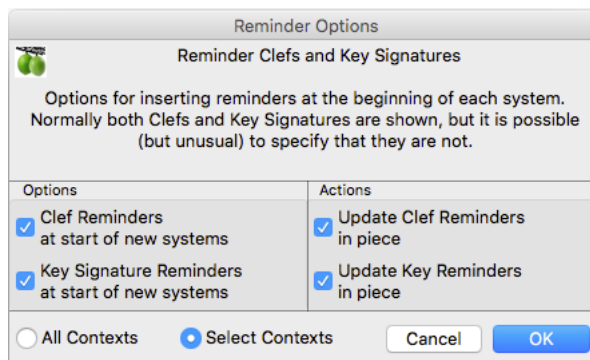 Reminder Options
Reminder Clefs and Key Signatures
Options for inserting reminders at the beginning of each system.
Normally both Clefs and Key Signatures are shown, but it is possible
(but unusual) to specify that they are not.
Options
Actions
Clef Reminders
at start of new systems
Update Clef Reminders
in piece
Key Signature Reminders
at start of new systems
Update Key Reminders
in piece
All Contexts
Select Contexts
Cancel
OK